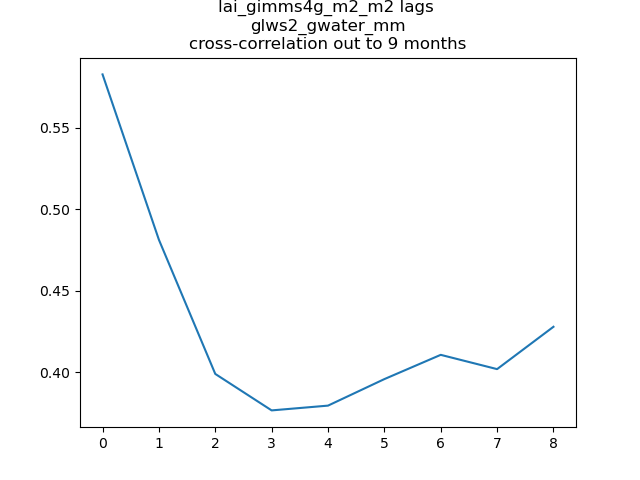 lai_gimms4g_m2_m2 lags
glws2_gwater_mm
cross-correlation out to 9 months
0.55
0.50
0.45
0.40
0 1 2 3 4 5 6 7 8